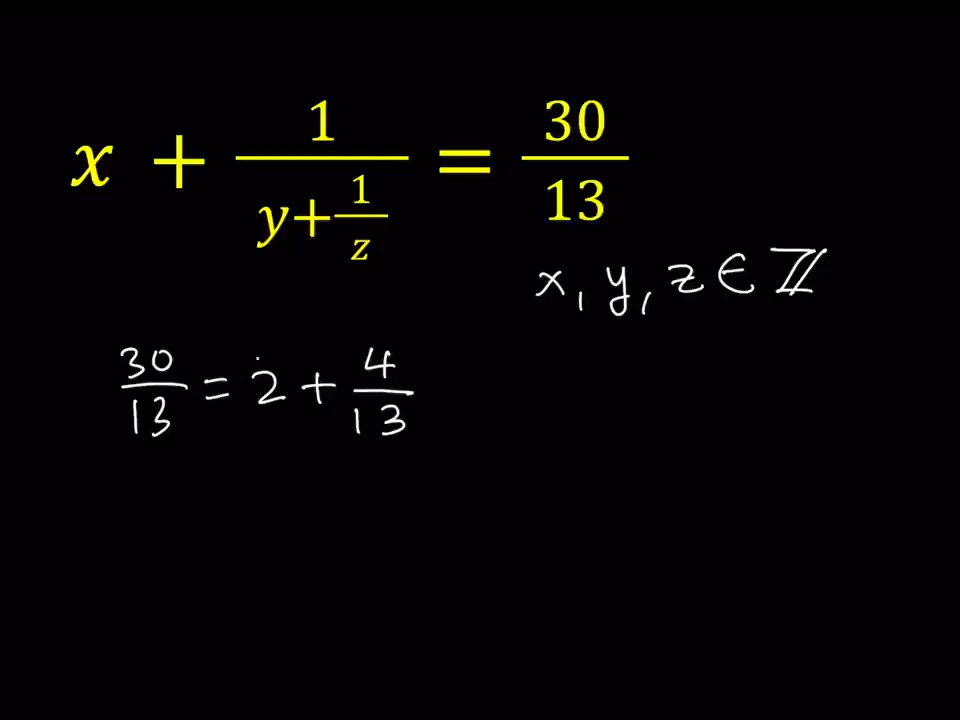 x + 1/(y+1/z) = 30/13
x, y, z ∈ ℤ
30/13 = 2 + 4/13